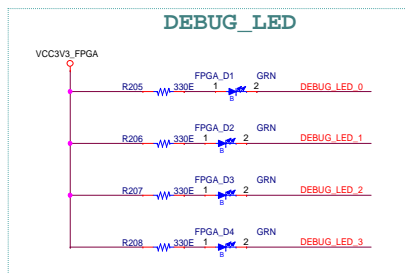 DEBUG_LED
VCC3V3_FPGA
FPGA_D1 GRN
R205 330E 1 2 DEBUG_LED_0
B
FPGA_D2 GRN
R206 330E 1 2 DEBUG_LED_1
B
FPGA_D3 GRN
R207 330E 1 2 DEBUG_LED_2
B
FPGA_D4 GRN
R208 330E 1 2 DEBUG_LED_3
B